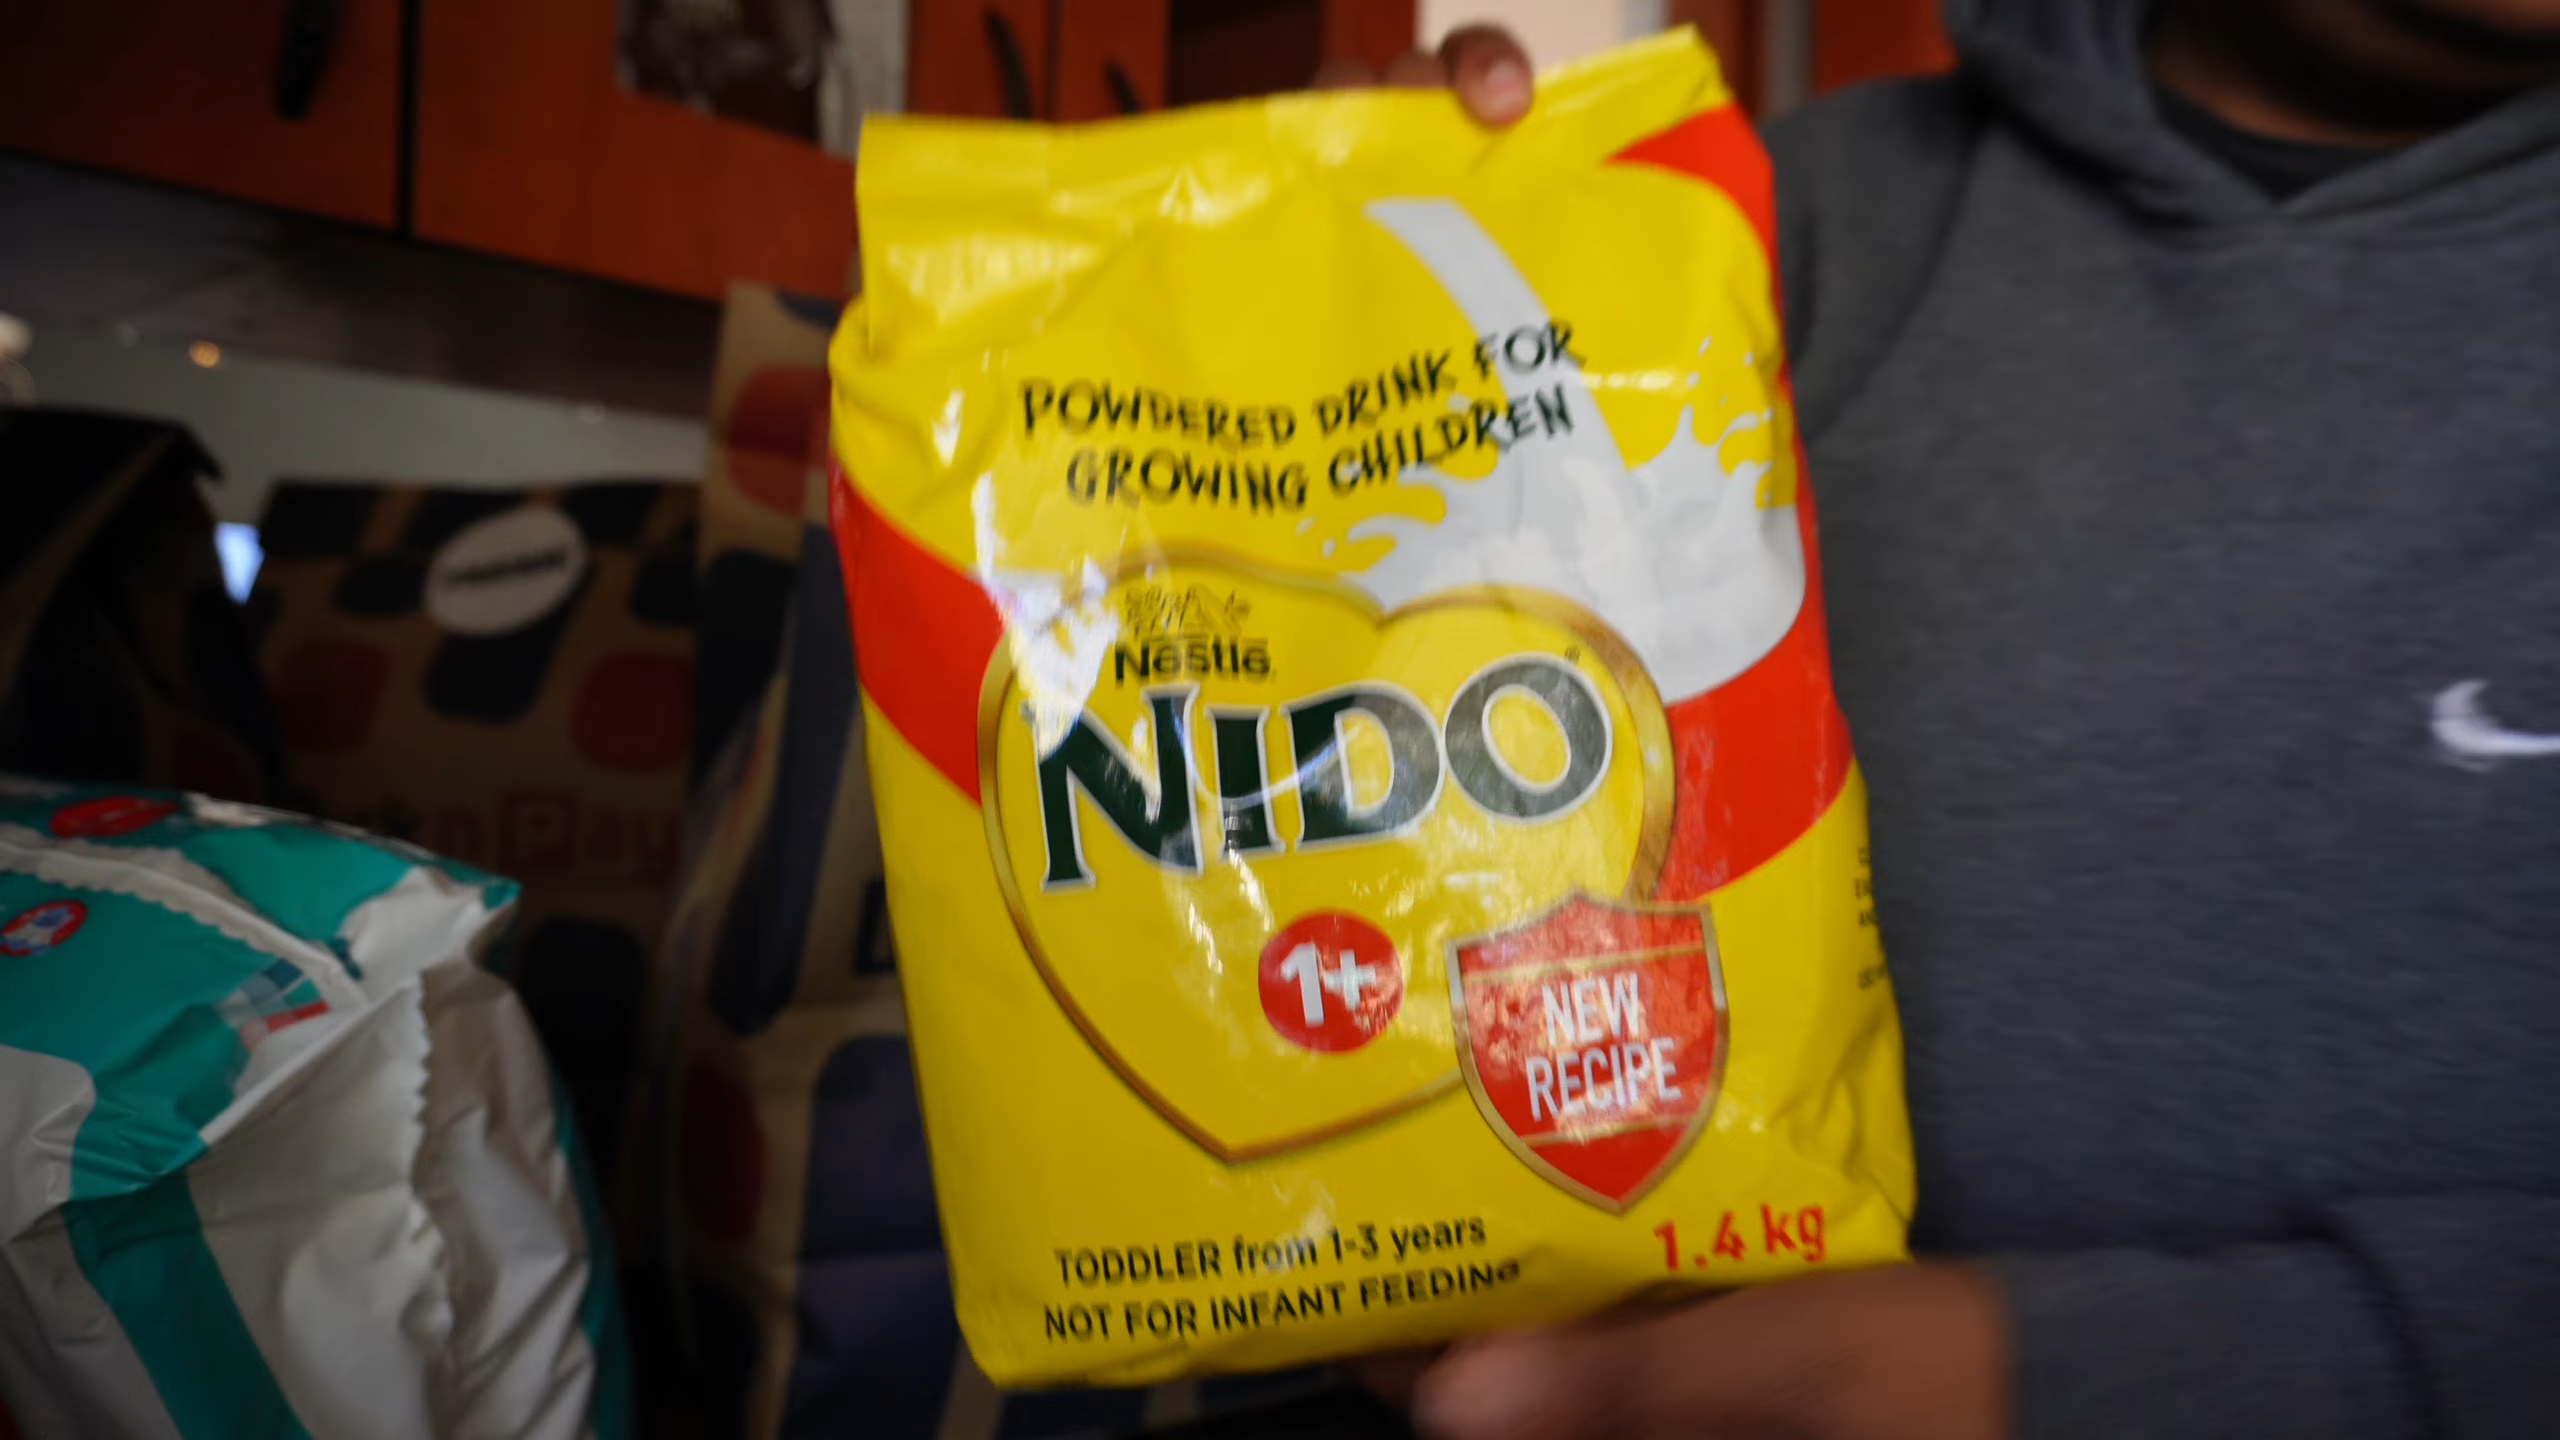 POWDERED DRINK FOR
GROWING CHILDREN
Nestlé
NIDO®
1+
NEW
RECIPE
TODDLER from 1-3 years
NOT FOR INFANT FEEDING
1.4 kg
Pay